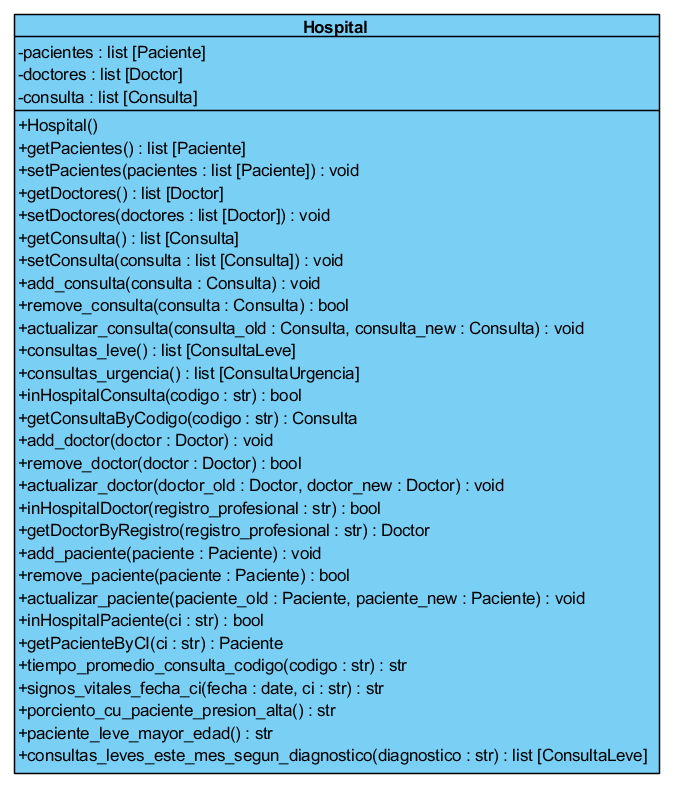 Hospital
-pacientes : list [Paciente]
-doctores : list [Doctor]
-consulta : list [Consulta]
+Hospital()
+getPacientes() : list [Paciente]
+setPacientes(pacientes : list [Paciente]) : void
+getDoctores() : list [Doctor]
+setDoctores(doctores : list [Doctor]) : void
+getConsulta() : list [Consulta]
+setConsulta(consulta : list [Consulta]) : void
+add_consulta(consulta : Consulta) : void
+remove_consulta(consulta : Consulta) : bool
+actualizar_consulta(consulta_old : Consulta, consulta_new : Consulta) : void
+consultas_leve() : list [ConsultaLeve]
+consultas_urgencia() : list [ConsultaUrgencia]
+inHospitalConsulta(codigo : str) : bool
+getConsultaByCodigo(codigo : str) : Consulta
+add_doctor(doctor : Doctor) : void
+remove_doctor(doctor : Doctor) : bool
+actualizar_doctor(doctor_old : Doctor, doctor_new : Doctor) : void
+inHospitalDoctor(registro_profesional : str) : bool
+getDoctorByRegistro(registro_profesional : str) : Doctor
+add_paciente(paciente : Paciente) : void
+remove_paciente(paciente : Paciente) : bool
+actualizar_paciente(paciente_old : Paciente, paciente_new : Paciente) : void
+inHospitalPaciente(ci : str) : bool
+getPacienteByCI(ci : str) : Paciente
+tiempo_promedio_consulta_codigo(codigo : str) : str
+signos_vitales_fecha_ci(fecha : date, ci : str) : str
+porciento_cu_paciente_presion_alta() : str
+paciente_leve_mayor_edad() : str
+consultas_leves_este_mes_segun_diagnostico(diagnostico : str) : list [ConsultaLeve]